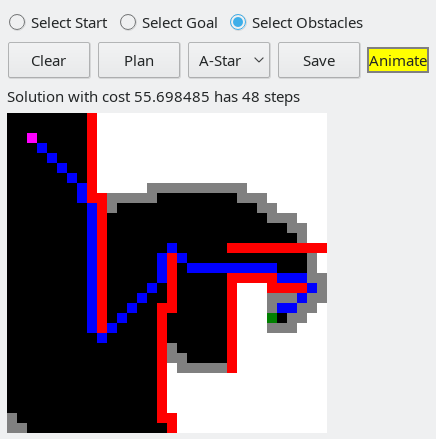 Select Start Select Goal Select Obstacles
Clear Plan A-Star Save Animate
Solution with cost 55.698485 has 48 steps